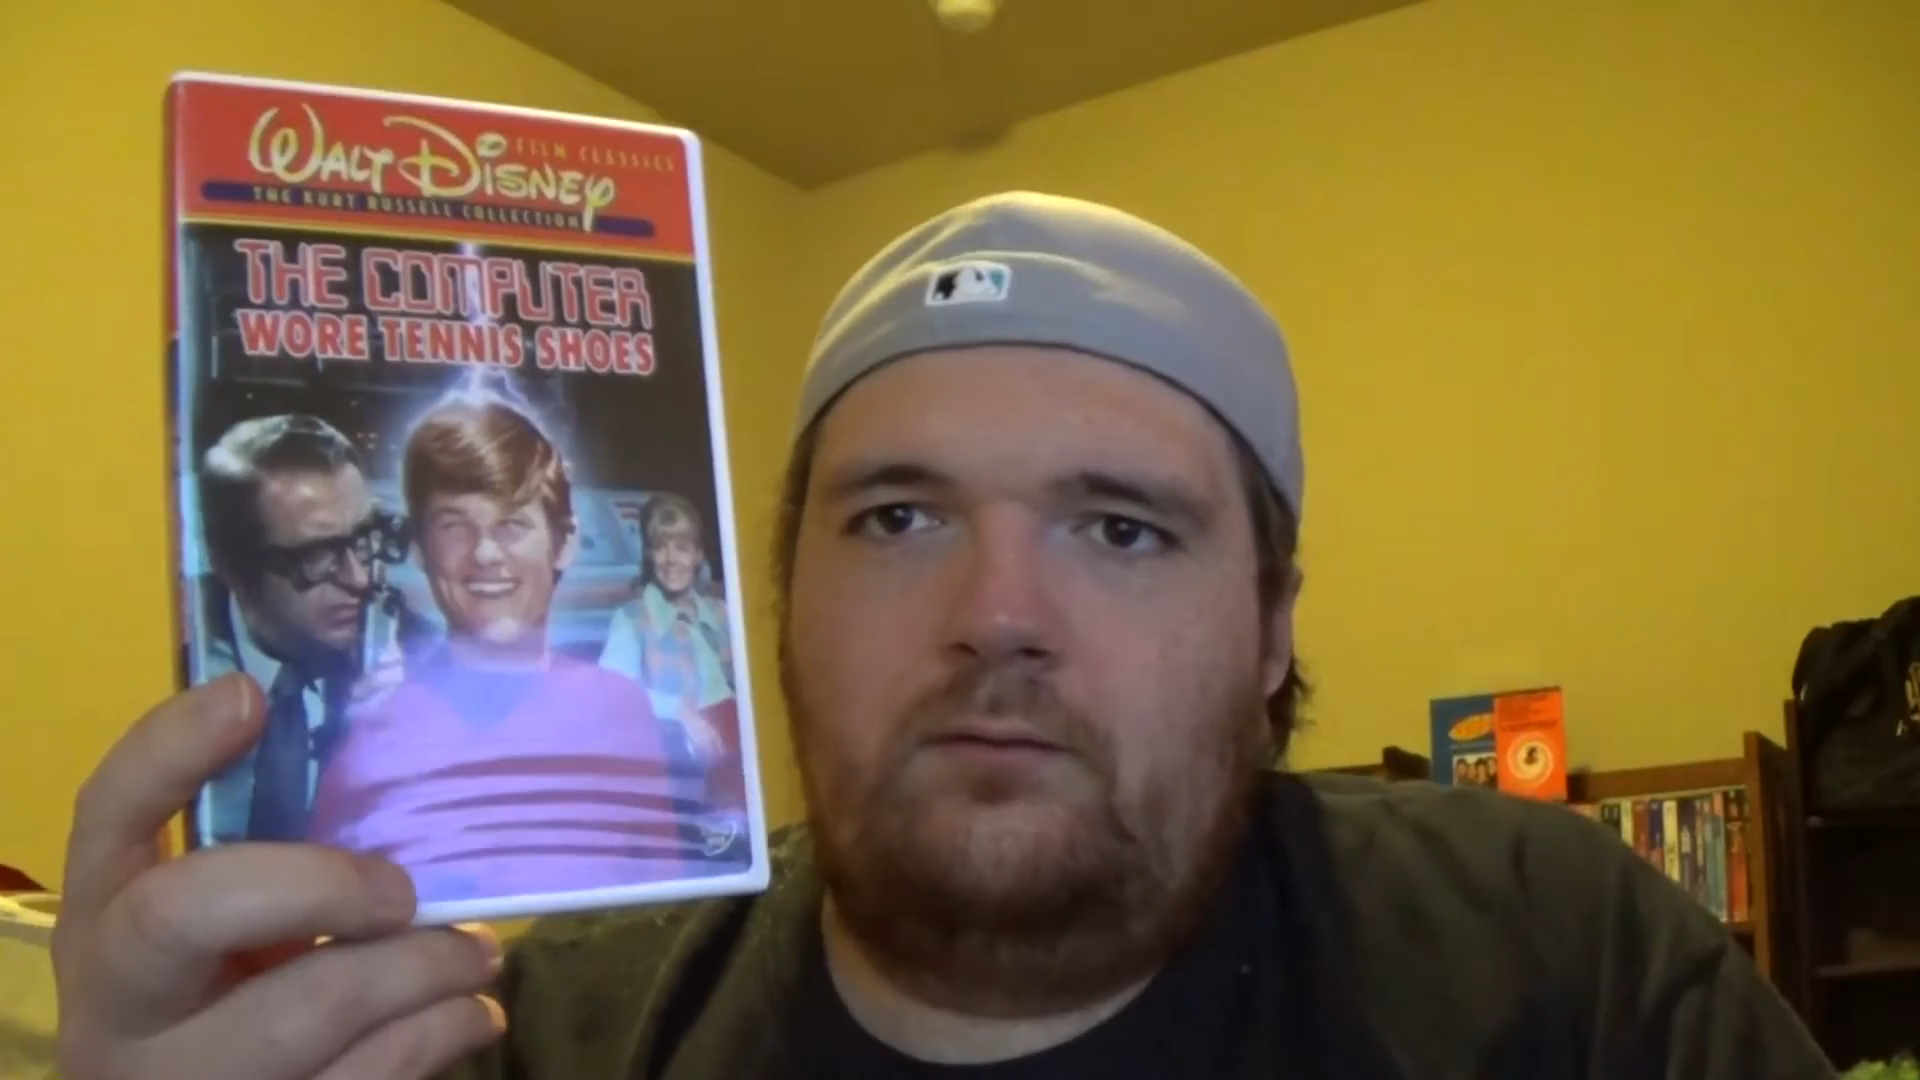 WALT DISNEY FILM CLASSICS
THE KURT RUSSELL COLLECTION
THE COMPUTER
WORE TENNIS SHOES